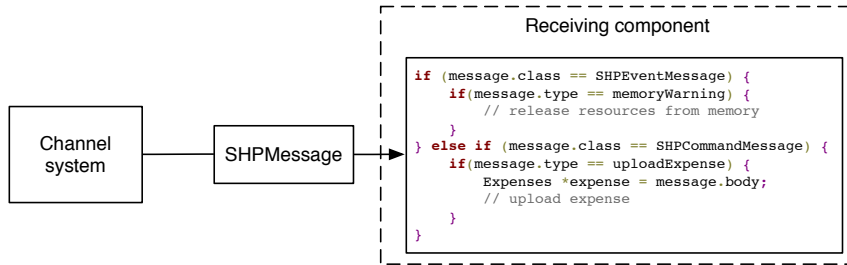 Receiving component
Channel
system
SHPMessage
if (message.class == SHPEventMessage) {
    if(message.type == memoryWarning) {
        // release resources from memory
    }
} else if (message.class == SHPCommandMessage) {
    if(message.type == uploadExpense) {
        Expenses *expense = message.body;
        // upload expense
    }
}